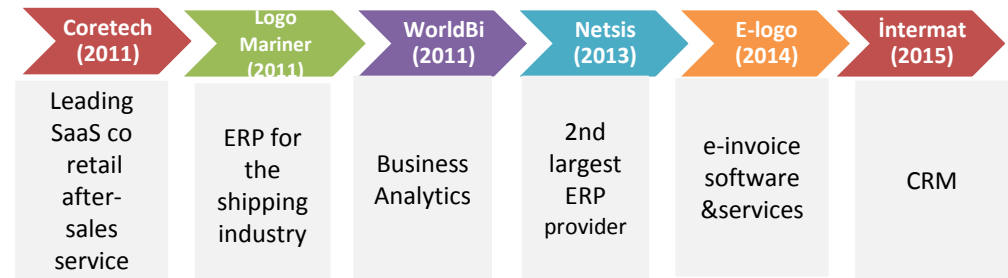 Coretech
(2011)
Leading
SaaS co
retail
after-
sales
service
Logo
Mariner
(2011)
ERP for
the
shipping
industry
WorldBi
(2011)
Business
Analytics
Netsis
(2013)
2nd
largest
ERP
provider
E-logo
(2014)
e-invoice
software
&services
İntermat
(2015)
CRM